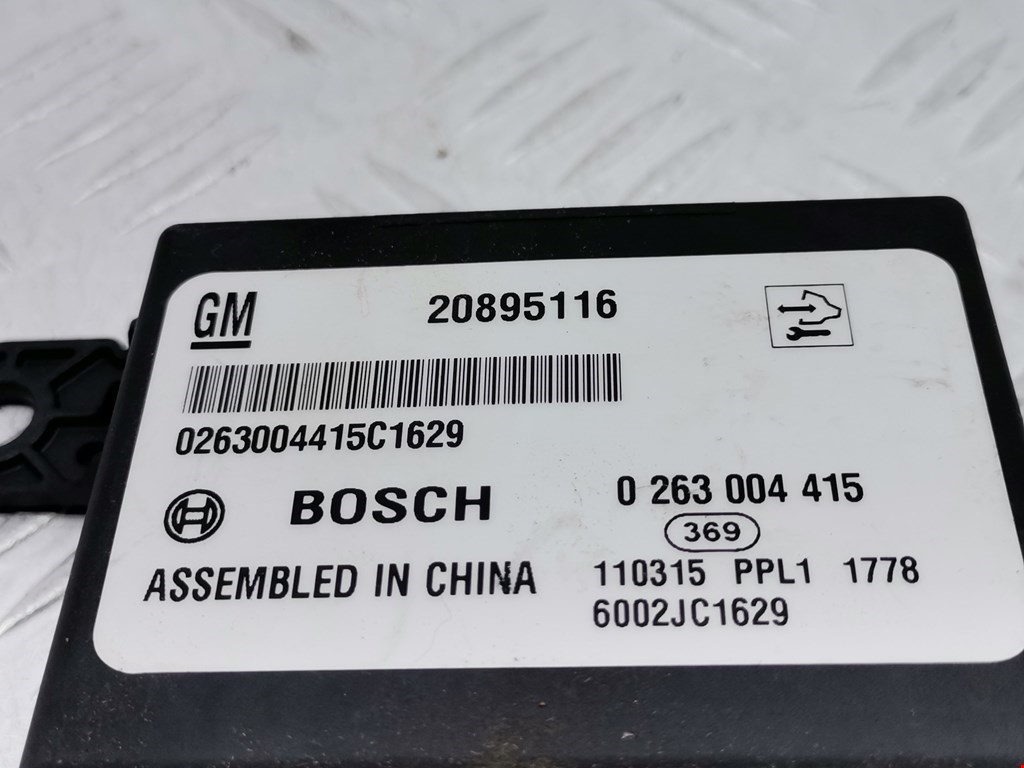 GM 20895116
0263004415C1629
BOSCH 0 263 004 415
369
ASSEMBLED IN CHINA 110315 PPL1 1778
6002JC1629